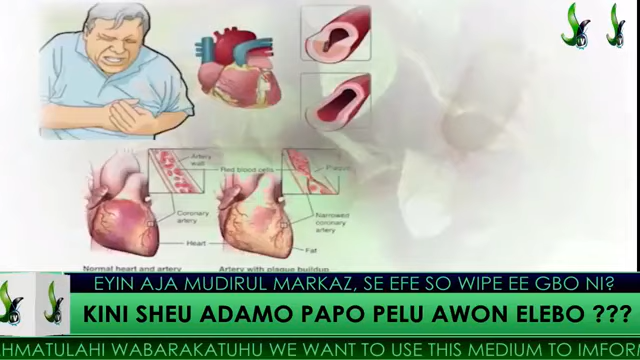 Artery wall
Red blood cells
Plaque
Coronary artery
Narrowed coronary artery
Heart
Fat
Normal heart and artery
Artery with plaque buildup
EYIN AJA MUDIRUL MARKAZ, SE EFE SO WIPE EE GBO NI?
KINI SHEU ADAMO PAPO PELU AWON ELEBO ???
HMATULAHI WABARAKATUHU WE WANT TO USE THIS MEDIUM TO IMFOR